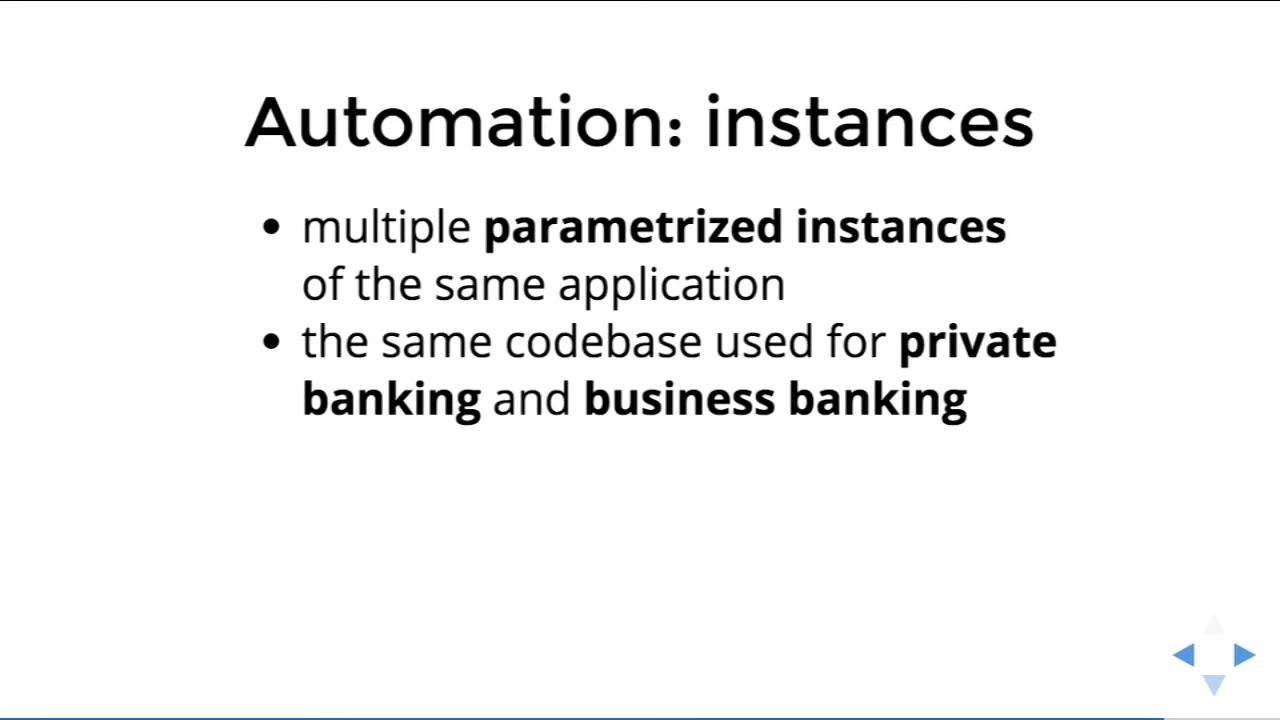 Automation: instances
• multiple parametrized instances
of the same application
• the same codebase used for private
banking and business banking